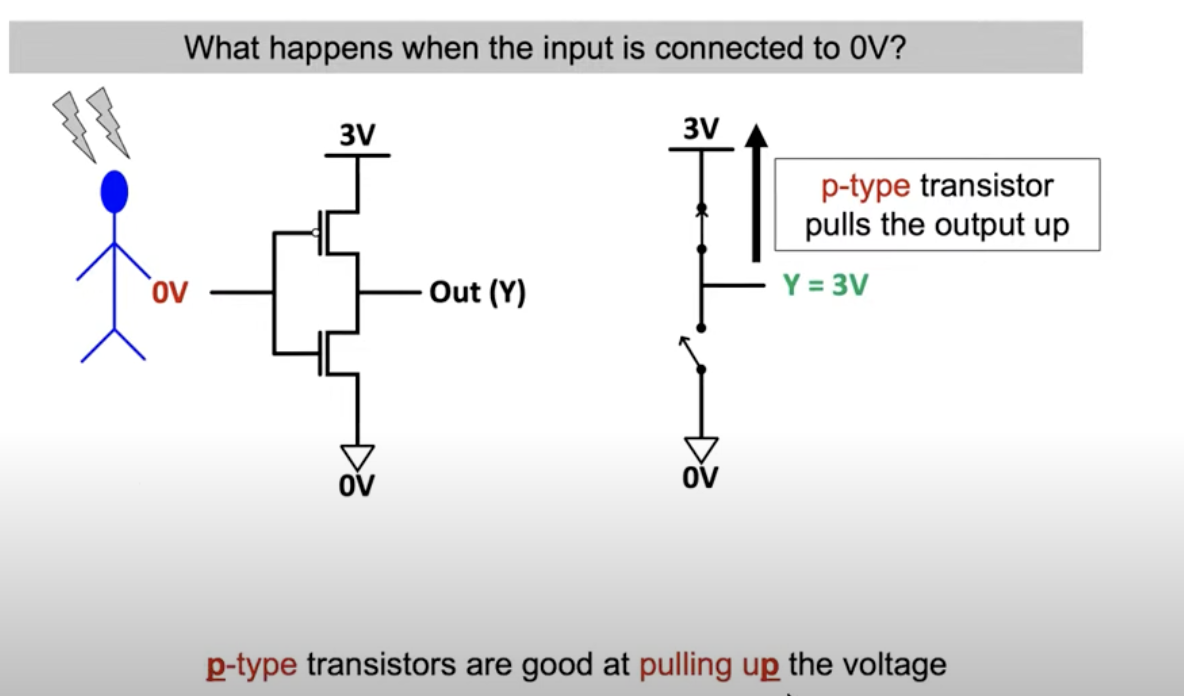 What happens when the input is connected to 0V?
3V
0V
Out (Y)
0V
3V
p-type transistor
pulls the output up
Y = 3V
0V
p-type transistors are good at pulling up the voltage